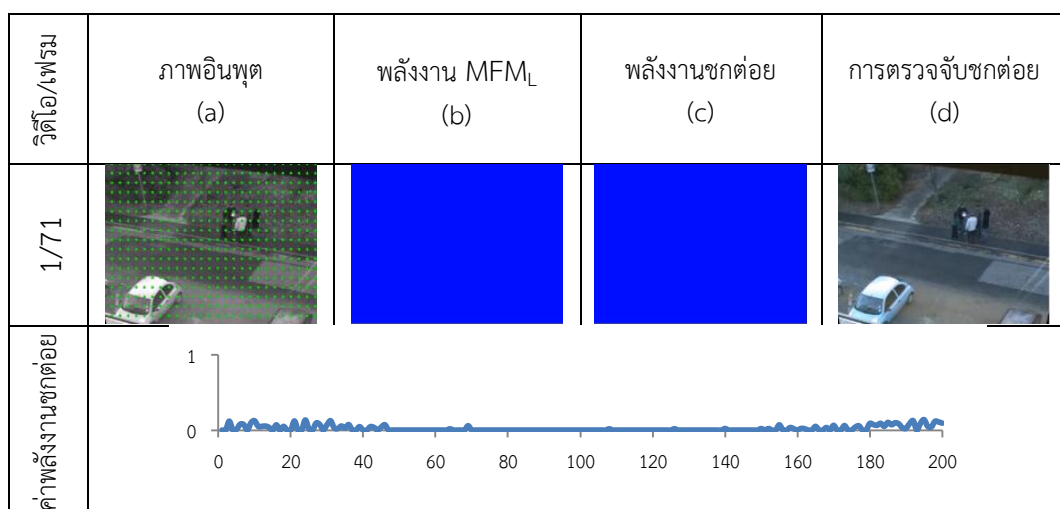 วิดีโอ/เฟรม
ภาพอินพุต
(a)
พลังงาน MFML
(b)
พลังงานชกต่อย
(c)
การตรวจจับชกต่อย
(d)
1/71
ค่าพลังงานชกต่อย
1
0
0 20 40 60 80 100 120 140 160 180 200